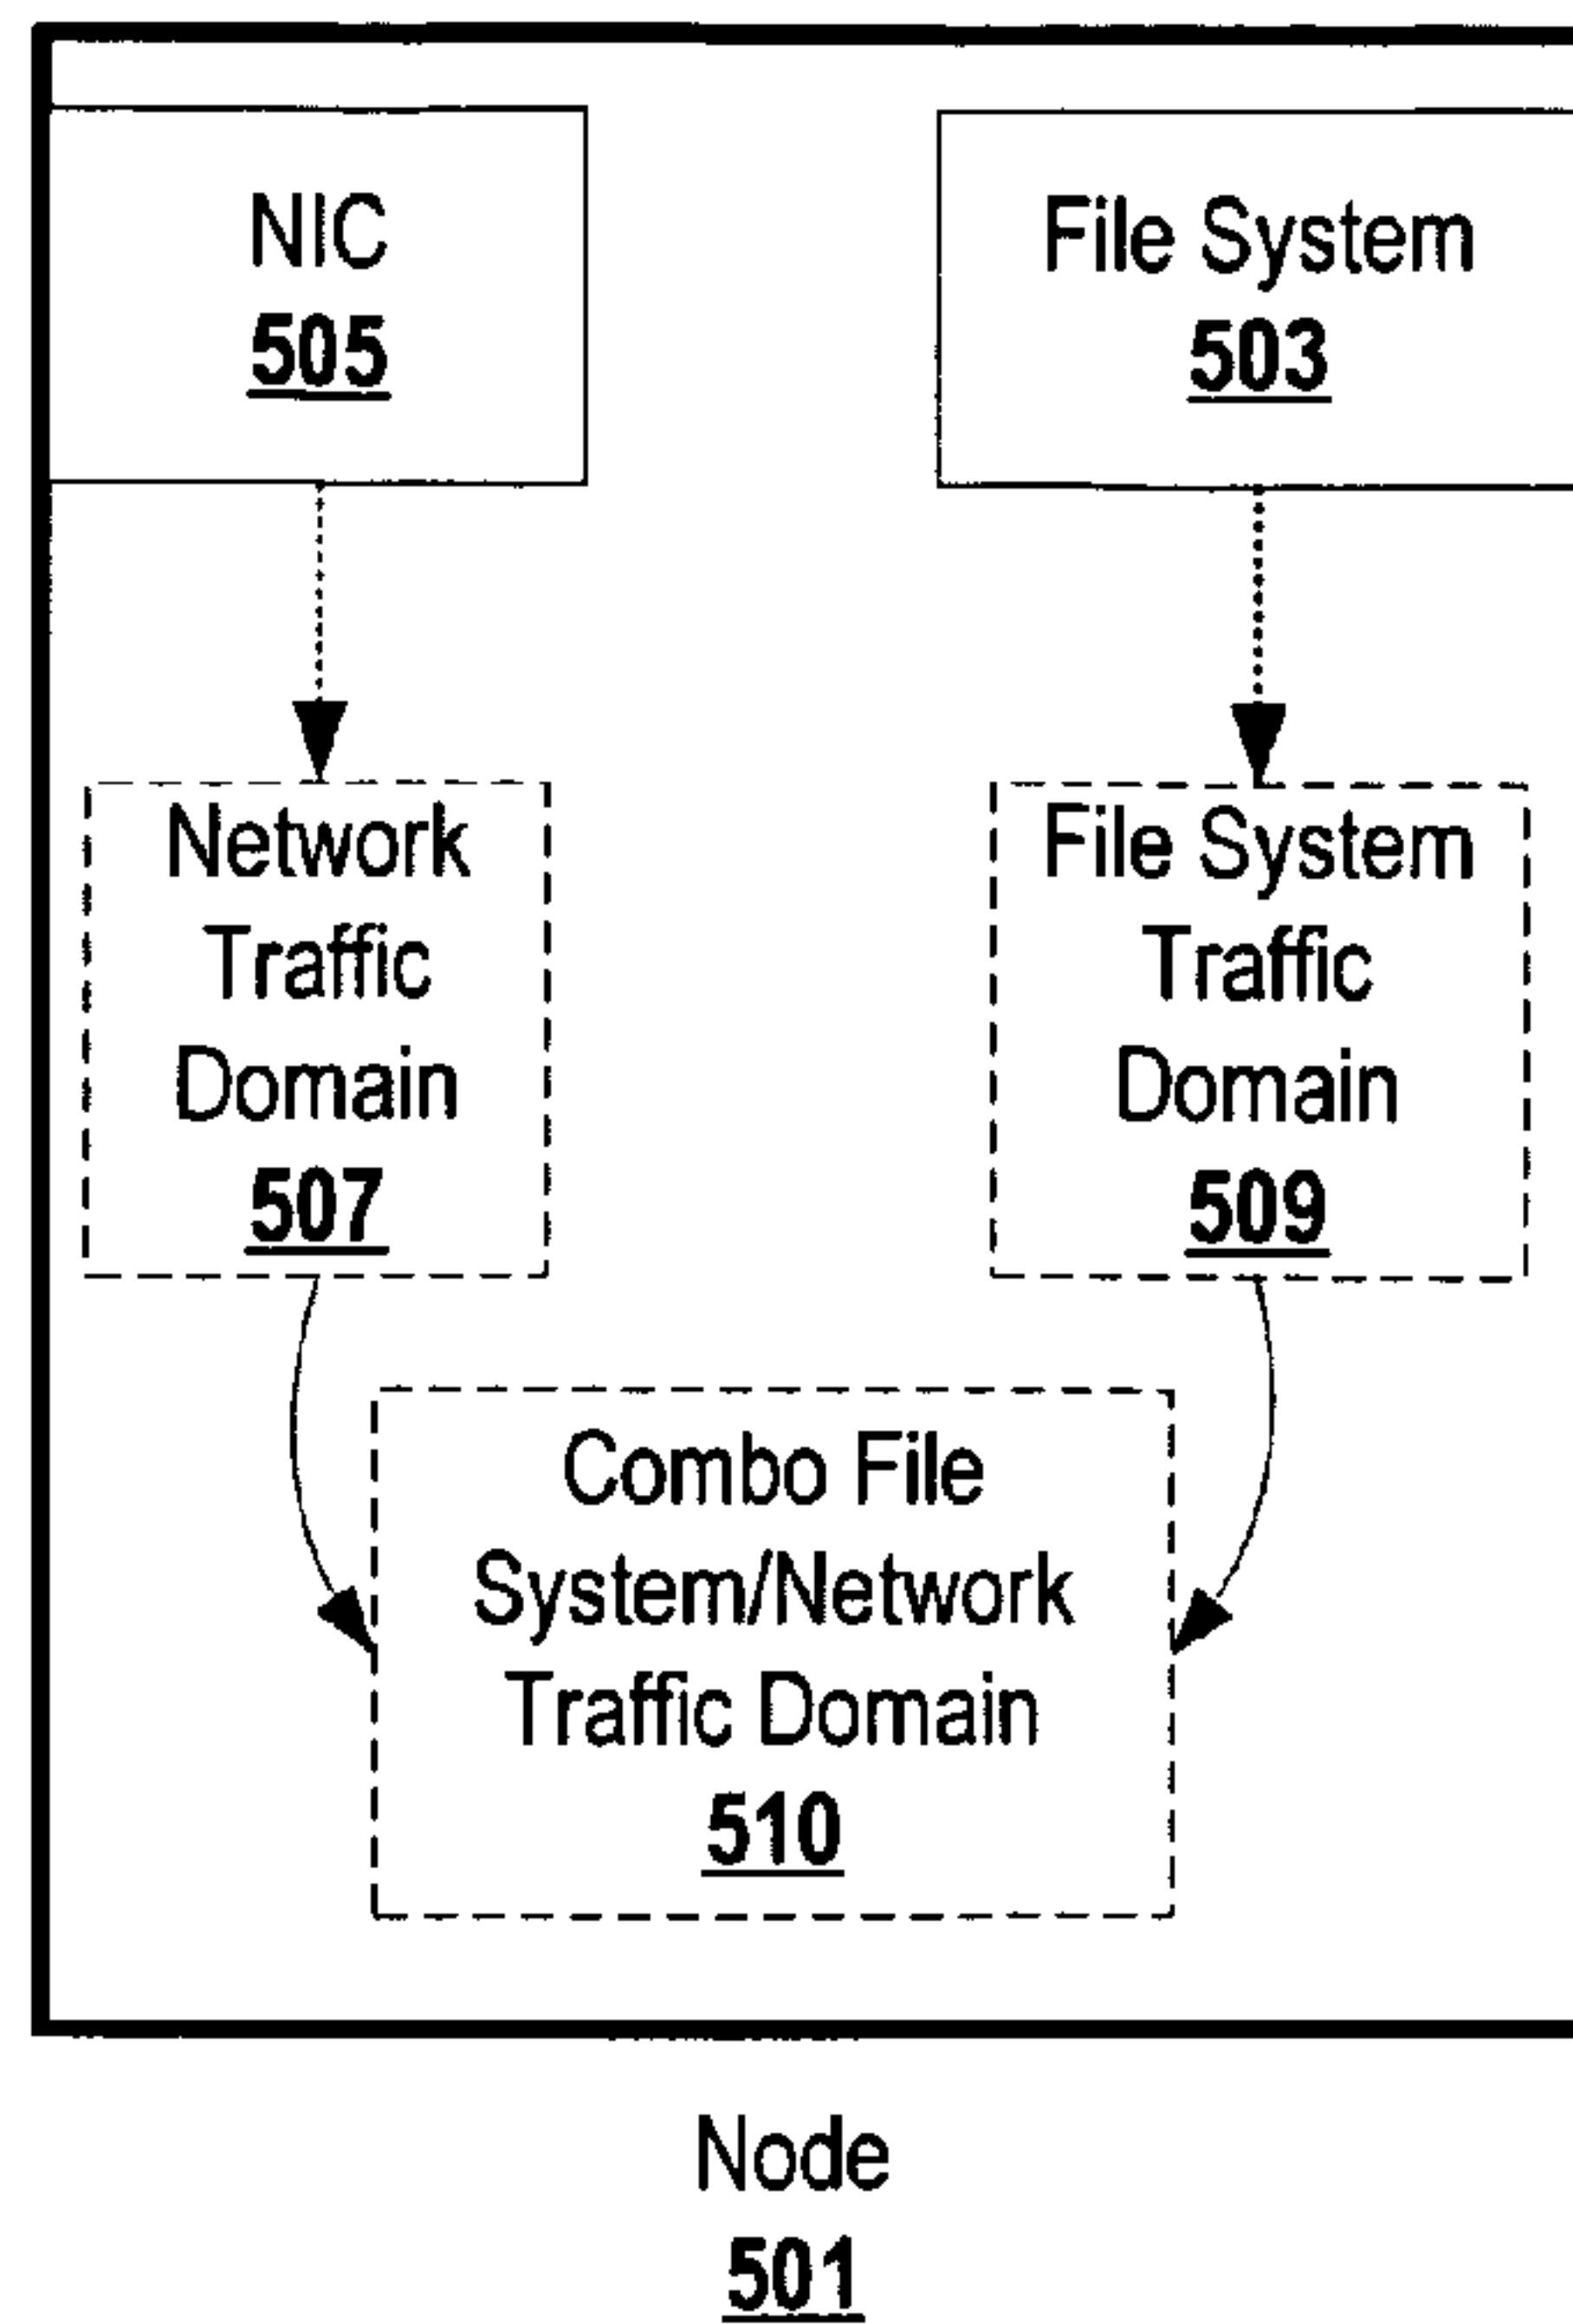 NIC
505
File System
503
Network
Traffic
Domain
507
File System
Traffic
Domain
509
Combo File
System/Network
Traffic Domain
510
Node
501